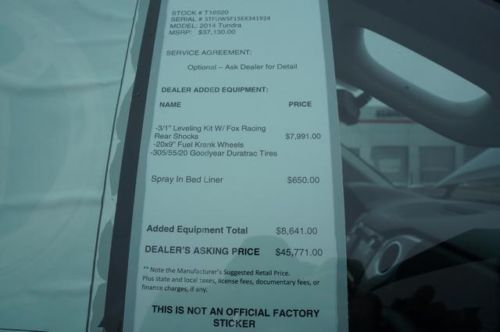 STOCK # T16520
SERIAL # 5TFUW5F15EX341924
MODEL: 2014 Tundra
MSRP: $37,130.00
SERVICE AGREEMENT:
Optional – Ask Dealer for Detail
DEALER ADDED EQUIPMENT:
NAME PRICE
-3/1" Leveling Kit W/ Fox Racing
Rear Shocks $7,991.00
-20x9" Fuel Krank Wheels
-305/55/20 Goodyear Duratrac Tires
Spray In Bed Liner $650.00
Added Equipment Total $8,641.00
DEALER'S ASKING PRICE $45,771.00
** Note the Manufacturer's Suggested Retail Price.
Plus state and local taxes, license fees, documentary fees, or
finance charges, if any.
THIS IS NOT AN OFFICIAL FACTORY
STICKER